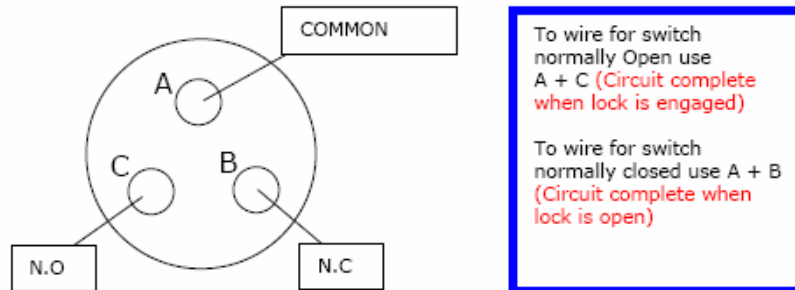 COMMON
A
C
B
N.O
N.C
To wire for switch
normally Open use
A + C (Circuit complete
when lock is engaged)
To wire for switch
normally closed use A + B
(Circuit complete when
lock is open)